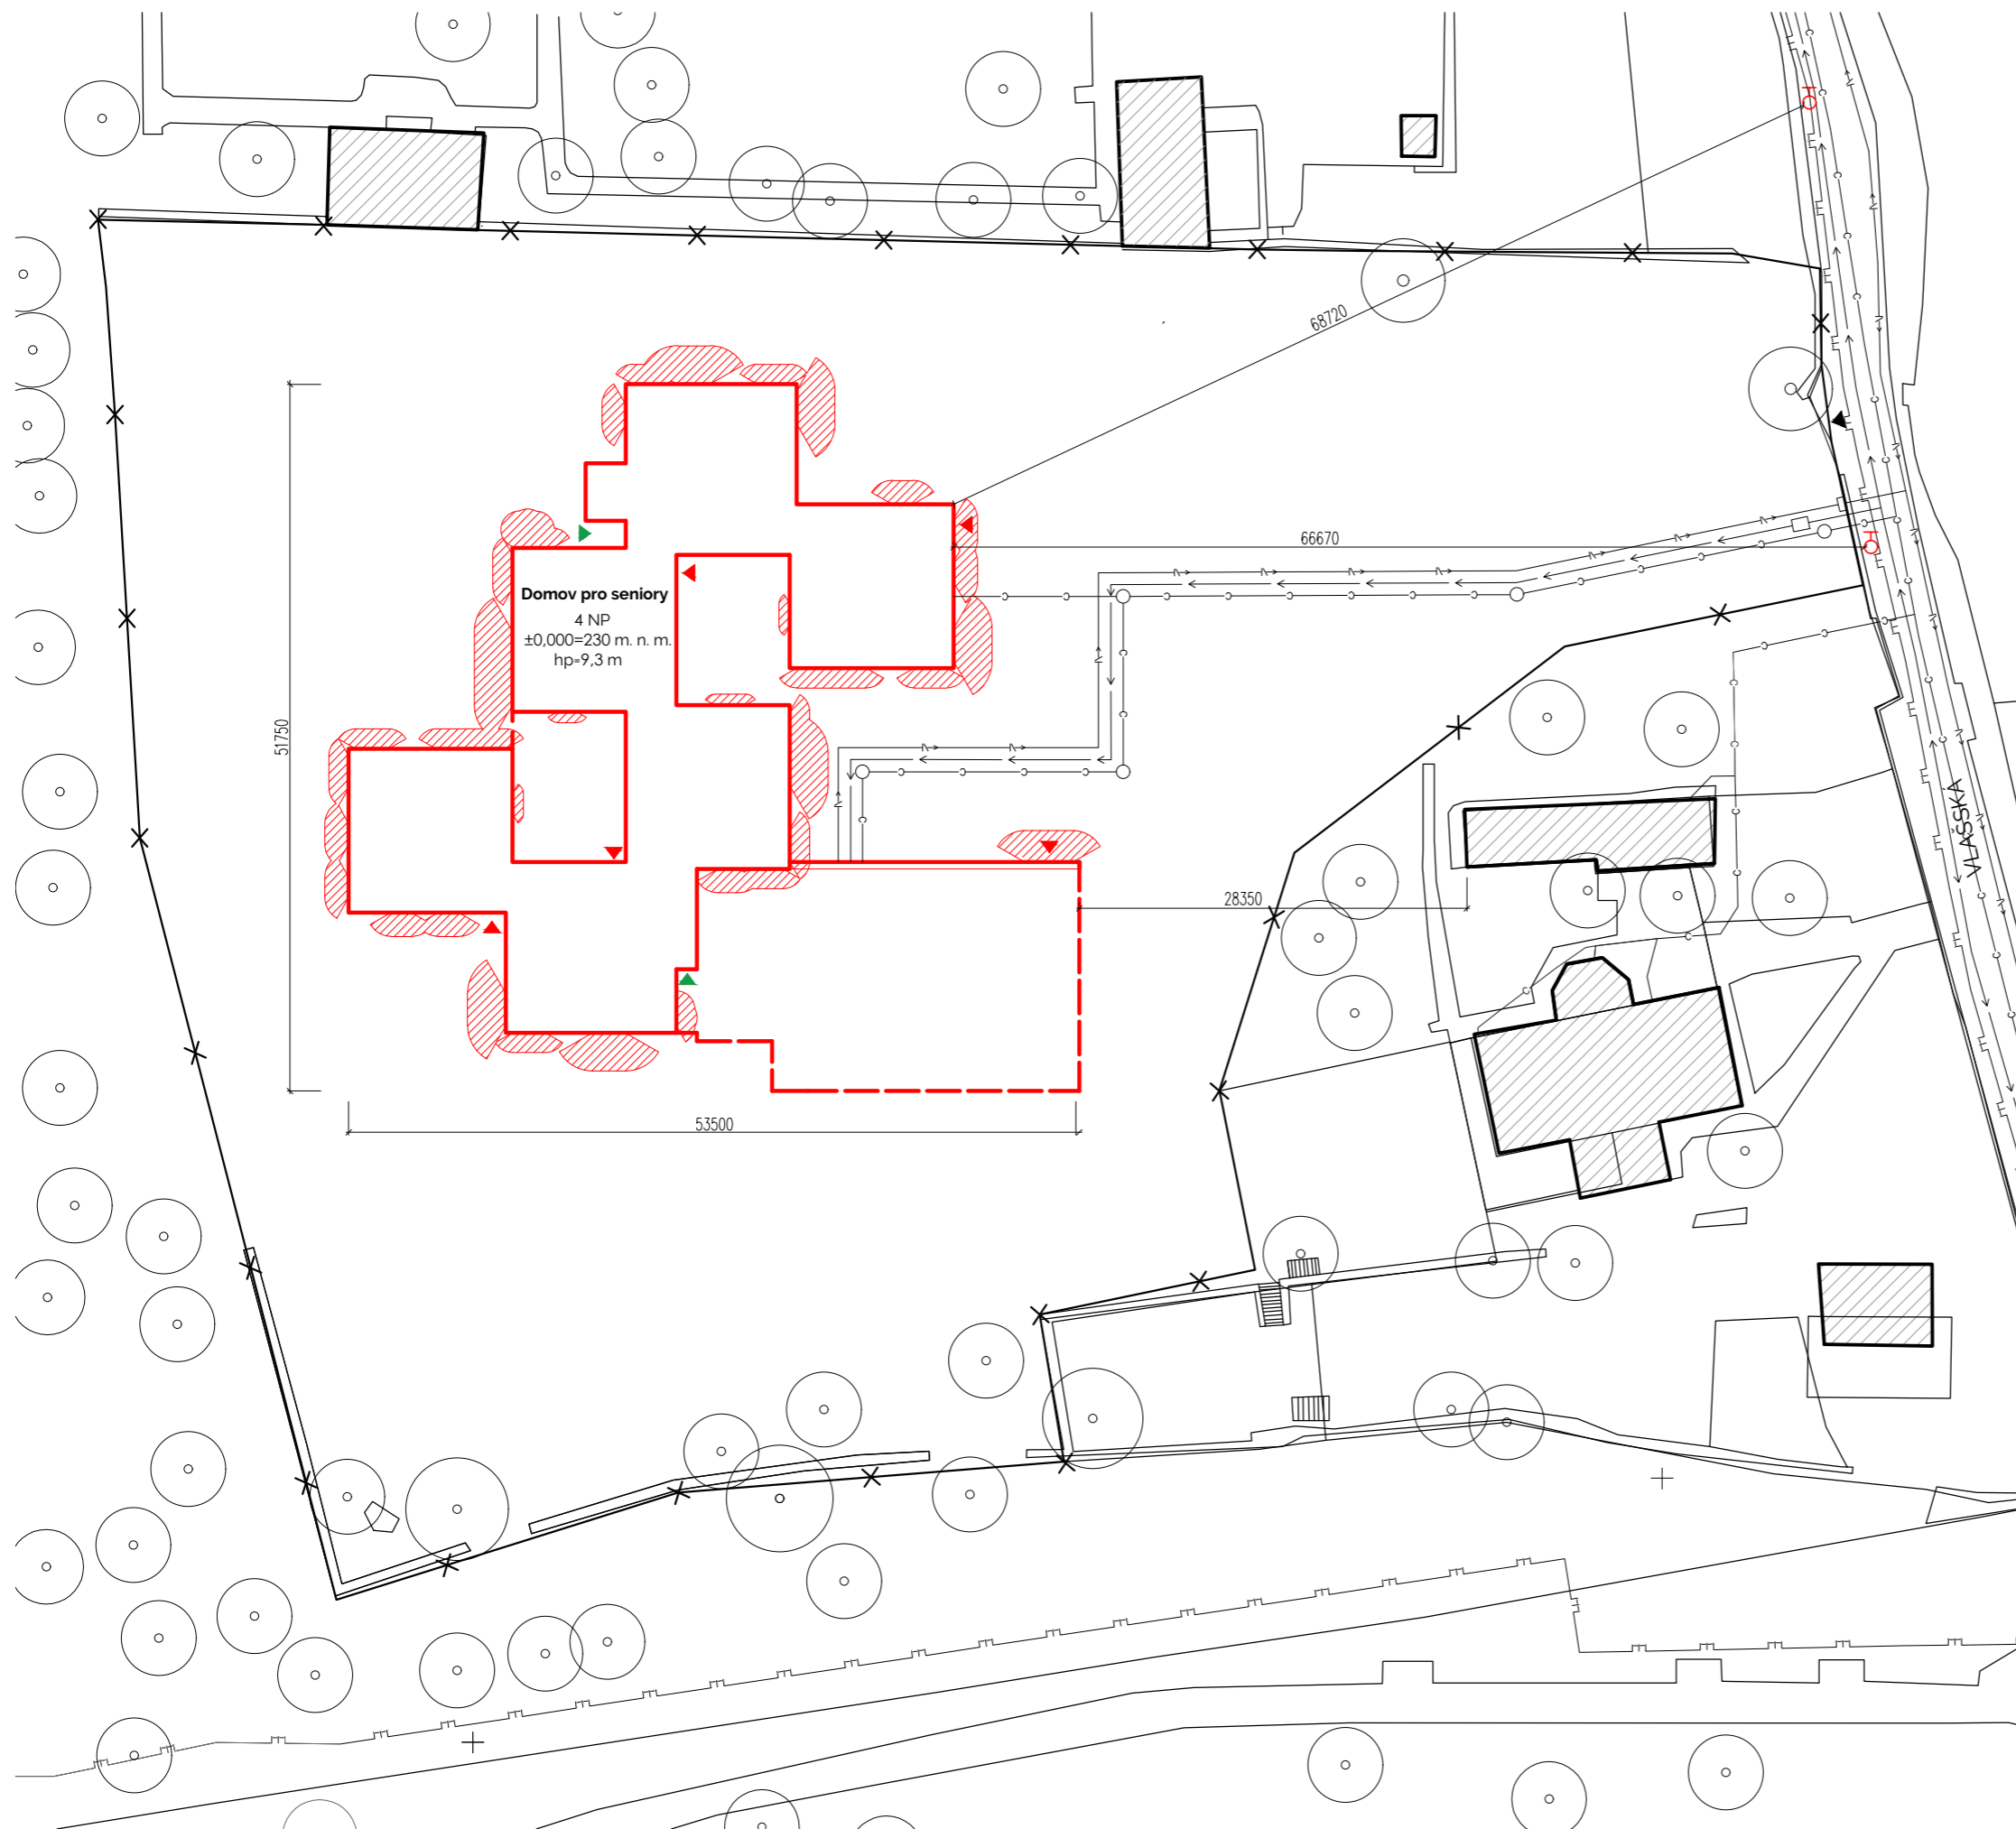 68720
66670
Domov pro seniory
4 NP
±0,000=230 m. n. m.
hp=9,3 m
51750
VLAŠSKÁ
28350
53500